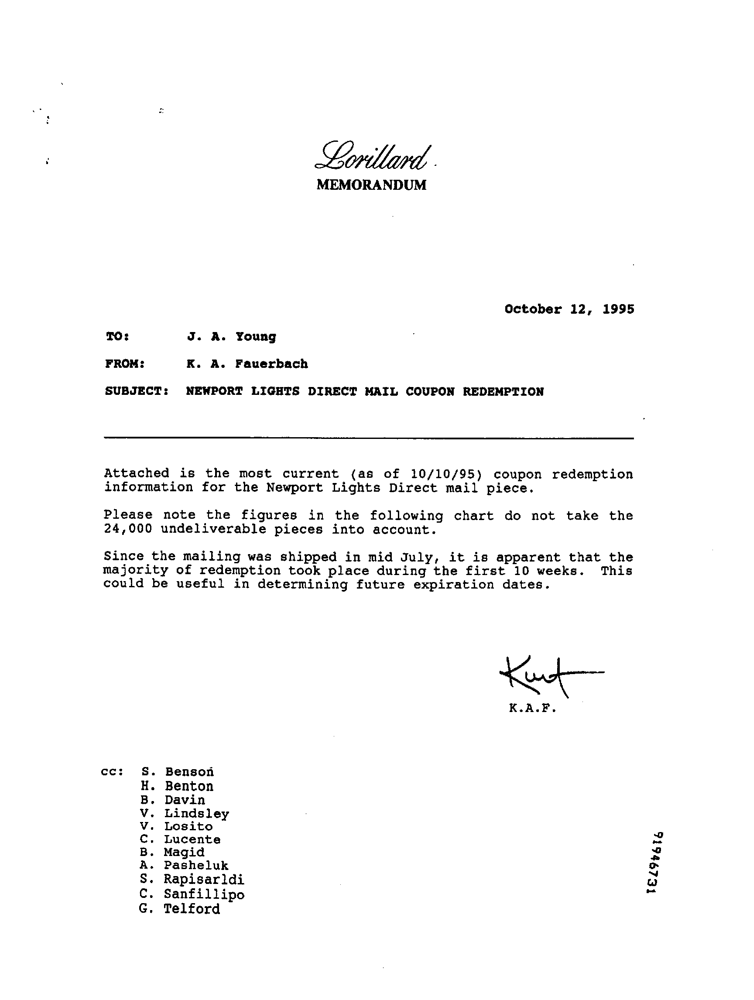 Lorillard
MEMORANDUM
October 12, 1995
TO: J. A. Young
FROM: K. A. Fauerbach
SUBJECT: NEWPORT LIGHTS DIRECT MAIL COUPON REDEMPTION
Attached is the most current (as of 10/10/95) coupon redemption
information for the Newport Lights Direct mail piece.
Please note the figures in the following chart do not take the
24,000 undeliverable pieces into account.
Since the mailing was shipped in mid July, it is apparent that the
majority of redemption took place during the first 10 weeks. This
could be useful in determining future expiration dates.
Kurt
K.A.F.
cc: S. Benson
H. Benton
B. Davin
V. Lindsley
V. Losito
C. Lucente
B. Magid
A. Pasheluk
S. Rapisarldi
C. Sanfillipo
G. Telford
91946731